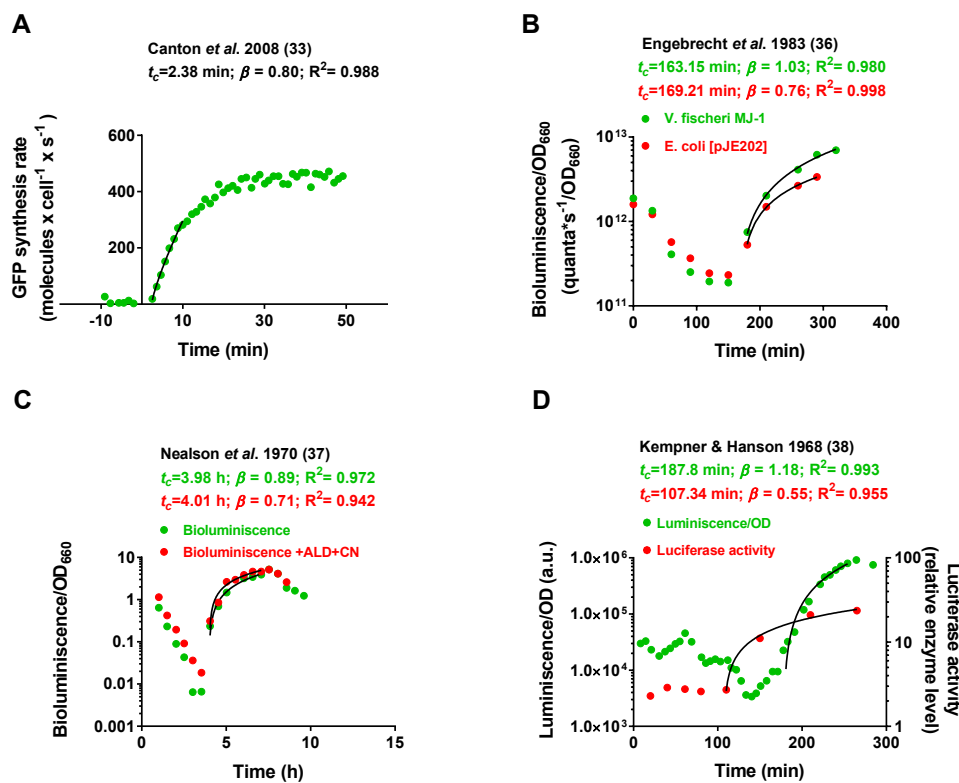 A
Canton et al. 2008 (33)
t_c=2.38 min; β = 0.80; R²= 0.988
GFP synthesis rate
(molecules x cell⁻¹ x s⁻¹)
600
400
200
-10
10
30
50
Time (min)
B
Engebrecht et al. 1983 (36)
t_c=163.15 min; β = 1.03; R²= 0.980
t_c=169.21 min; β = 0.76; R²= 0.998
V. fischeri MJ-1
E. coli [pJE202]
Bioluminiscence/OD₆₆₀
(quanta*s⁻¹/OD₆₆₀)
10¹³
10¹²
10¹¹
0
100
200
300
400
Time (min)
C
Nealson et al. 1970 (37)
t_c=3.98 h; β = 0.89; R²= 0.972
t_c=4.01 h; β = 0.71; R²= 0.942
Bioluminiscence
Bioluminiscence +ALD+CN
Bioluminiscence/OD₆₆₀
10
1
0.1
0.01
0.001
0
5
10
15
Time (h)
D
Kempner & Hanson 1968 (38)
t_c=187.8 min; β = 1.18; R²= 0.993
t_c=107.34 min; β = 0.55; R²= 0.955
Luminiscence/OD
Luciferase activity
Luminiscence/OD (a.u.)
1.0×10⁶
1.0×10⁵
1.0×10⁴
1.0×10³
100
10
1
Luciferase activity
(relative enzyme level)
0
100
200
300
Time (min)